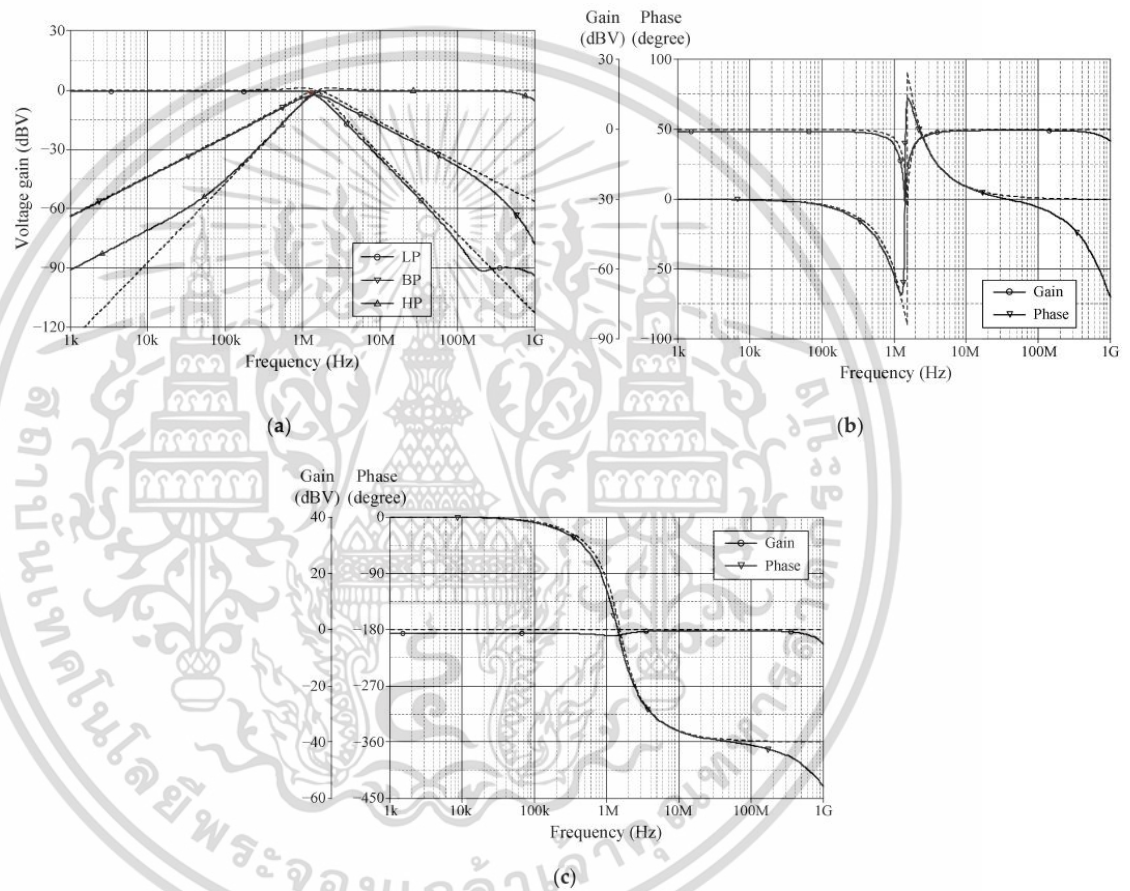 30
0
−30
−60
−90
−120
Voltage gain (dBV)
LP
BP
HP
1k 10k 100k 1M 10M 100M 1G
Frequency (Hz)
(a)
Gain Phase
(dBV) (degree)
30 100
0 50
−30 0
−60 −50
−90 −100
Gain
Phase
1k 10k 100k 1M 10M 100M 1G
Frequency (Hz)
(b)
Gain Phase
(dBV) (degree)
40 0
20 −90
0 −180
−20 −270
−40 −360
−60 −450
Gain
Phase
1k 10k 100k 1M 10M 100M 1G
Frequency (Hz)
(c)